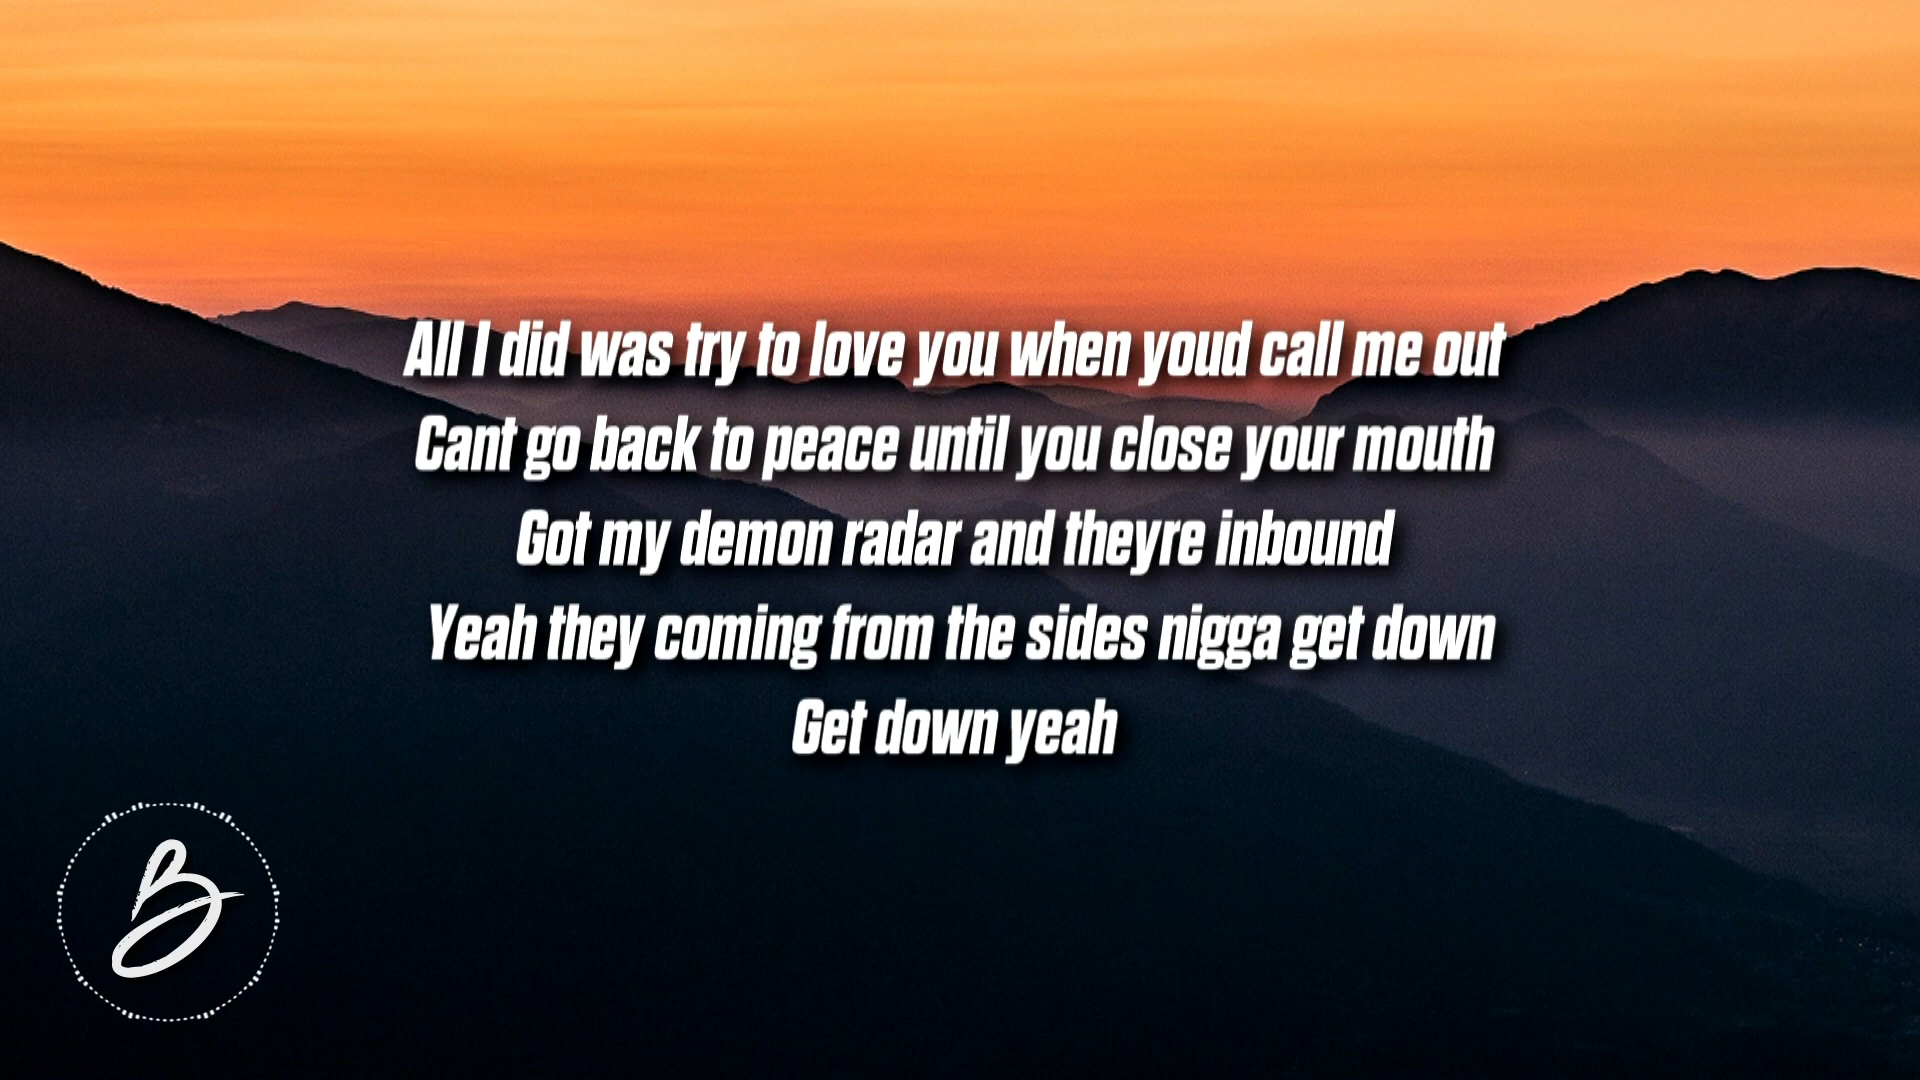 All I did was try to love you when youd call me out
Cant go back to peace until you close your mouth
Got my demon radar and theyre inbound
Yeah they coming from the sides nigga get down
Get down yeah
B